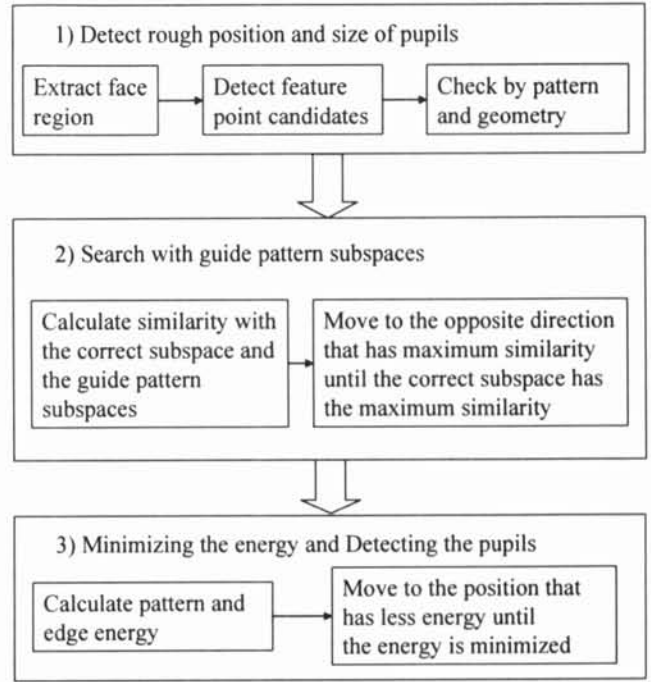 1) Detect rough position and size of pupils
Extract face
region
Detect feature
point candidates
Check by pattern
and geometry
2) Search with guide pattern subspaces
Calculate similarity with
the correct subspace and
the guide pattern
subspaces
Move to the opposite direction
that has maximum similarity
until the correct subspace has
the maximum similarity
3) Minimizing the energy and Detecting the pupils
Calculate pattern and
edge energy
Move to the position that
has less energy until
the energy is minimized